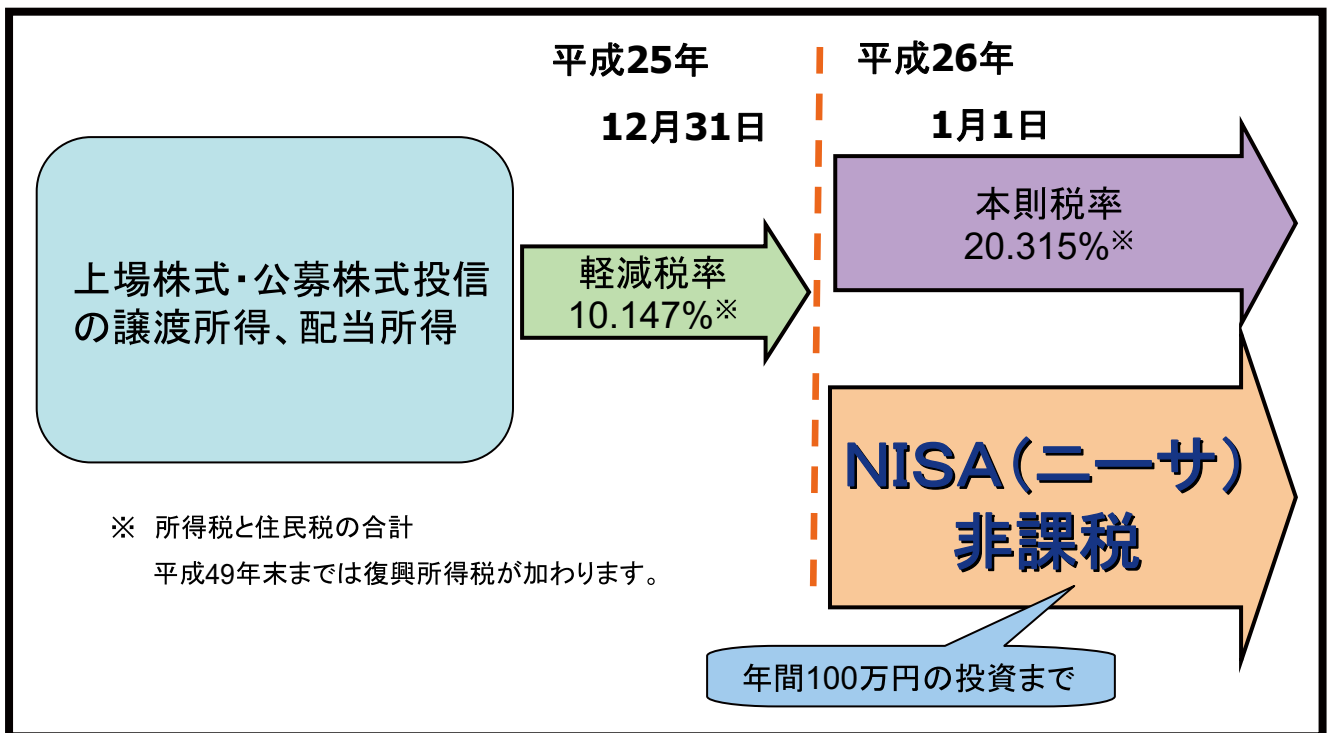 平成25年
12月31日
平成26年
1月1日
上場株式・公募株式投信
の譲渡所得、配当所得
軽減税率
10.147%※
本則税率
20.315%※
NISA(ニーサ)
非課税
年間100万円の投資まで
※ 所得税と住民税の合計
平成49年末までは復興所得税が加わります。